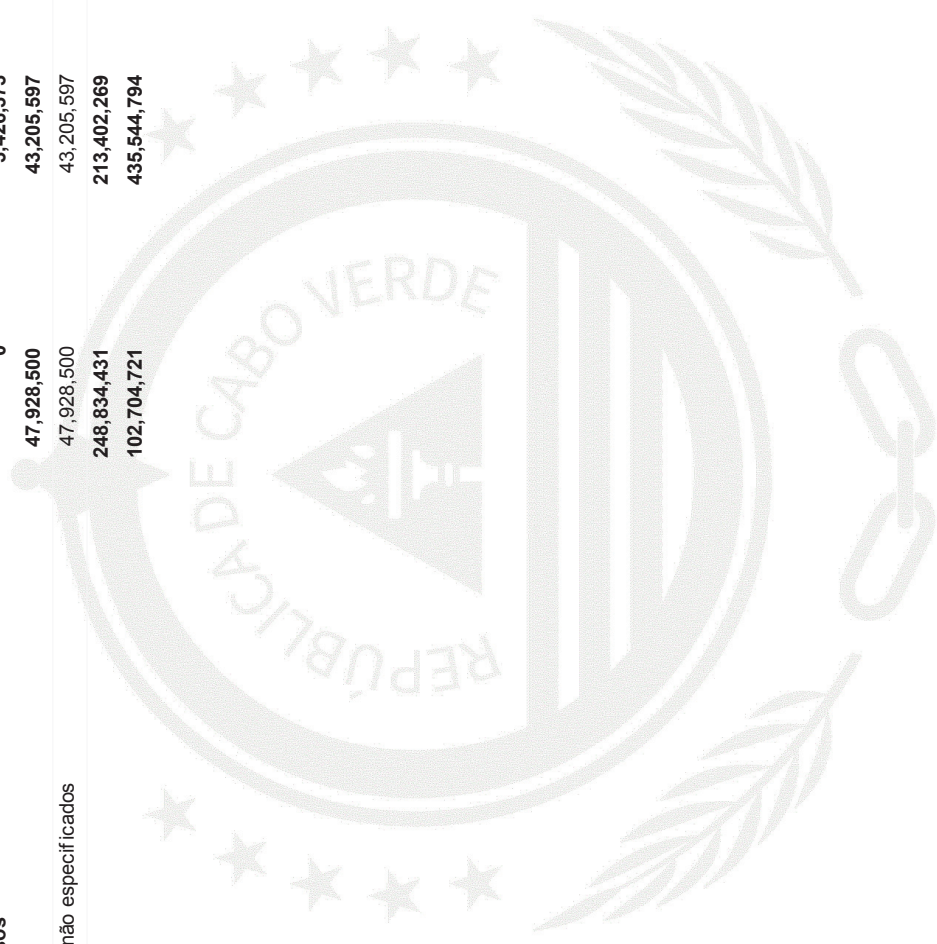 0
47,928,500 43,205,597
não especificados 47,928,500 43,205,597
248,834,431 213,402,269
102,704,721 435,544,794
REPÚBLICA DE CABO VERDE